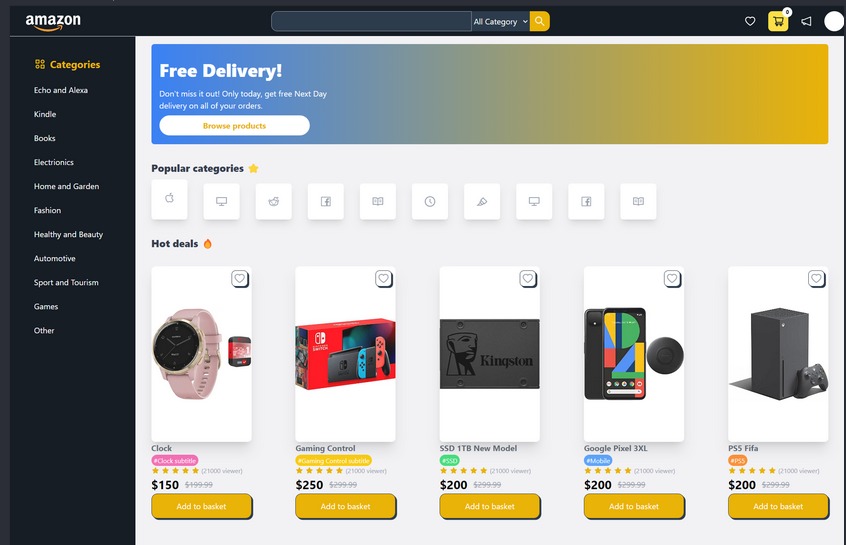 amazon
All Category
0
Categories
Echo and Alexa
Kindle
Books
Electrionics
Home and Garden
Fashion
Healthy and Beauty
Automotive
Sport and Tourism
Games
Other
Free Delivery!
Don't miss it out! Only today, get free Next Day
delivery on all of your orders.
Browse products
Popular categories
Hot deals
NINTENDO
SWITCH
Kingston
Clock
#Clock subtitle
(21000 viewer)
$150 $199.99
Add to basket
Gaming Control
#Gaming Control subtitle
(21000 viewer)
$250 $299.99
Add to basket
SSD 1TB New Model
#SSD
(21000 viewer)
$200 $299.99
Add to basket
Google Pixel 3XL
#Mobile
(21000 viewer)
$200 $299.99
Add to basket
PS5 Fifa
#PS5
(21000 viewer)
$200 $299.99
Add to basket